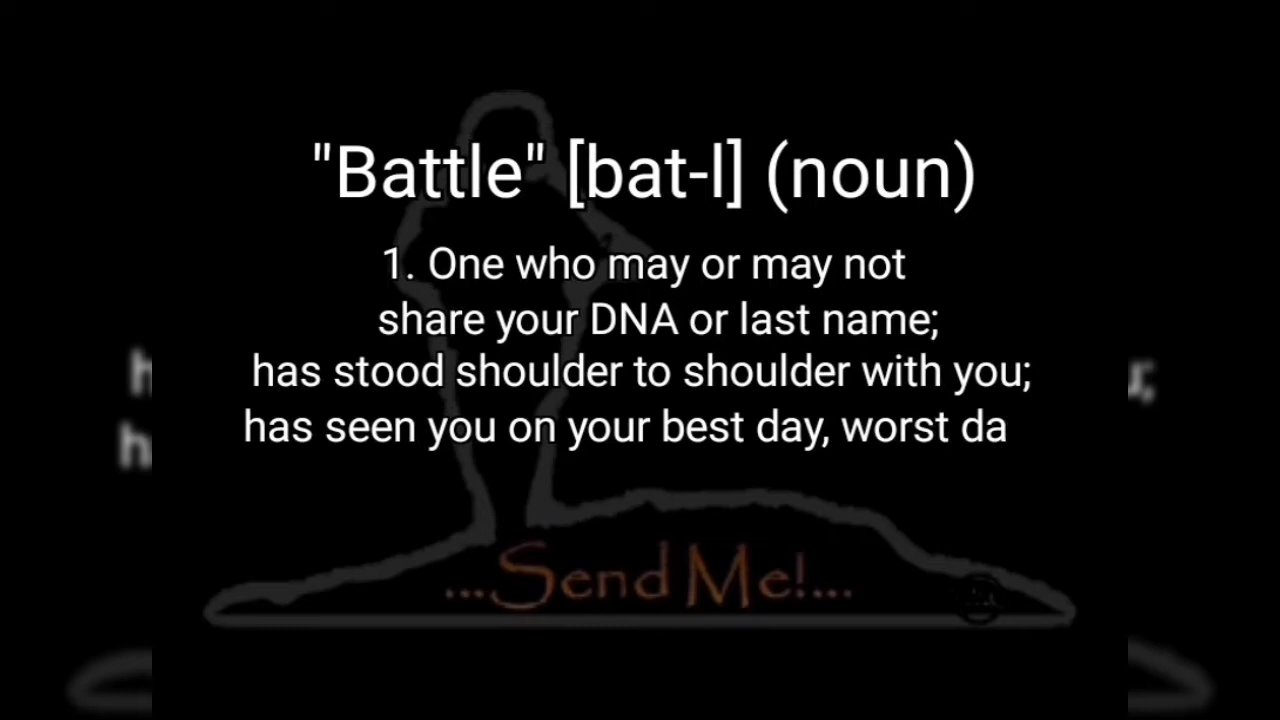 "Battle" [bat-l] (noun)
1. One who may or may not
share your DNA or last name;
has stood shoulder to shoulder with you;
has seen you on your best day, worst da
...Send Me!...